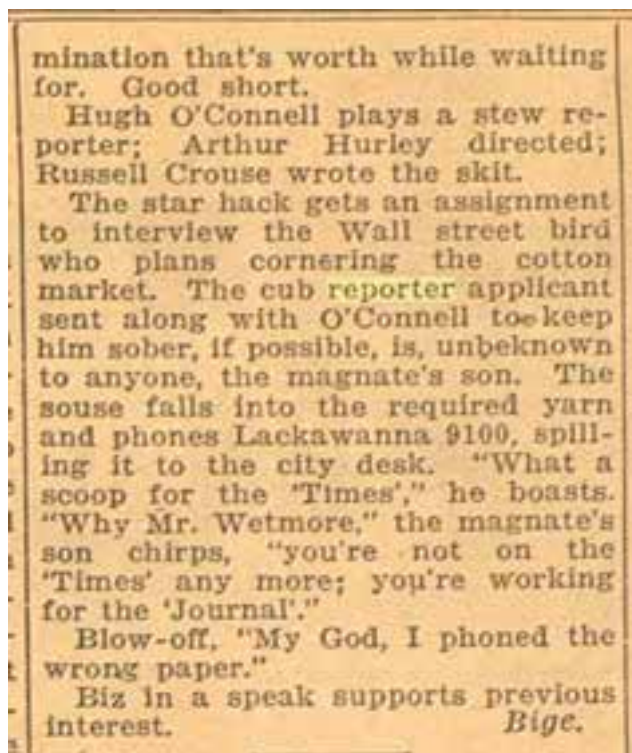 mination that's worth while waiting
for. Good short.
Hugh O'Connell plays a stew re-
porter; Arthur Hurley directed;
Russell Crouse wrote the skit.
The star hack gets an assignment
to interview the Wall street bird
who plans cornering the cotton
market. The cub reporter applicant
sent along with O'Connell to keep
him sober, if possible, is, unbeknown
to anyone, the magnate's son. The
souse falls into the required yarn
and phones Lackawanna 9100, spill-
ing it to the city desk. "What a
scoop for the 'Times'," he boasts.
"Why Mr. Wetmore," the magnate's
son chirps, "you're not on the
'Times' any more; you're working
for the 'Journal'."
Blow-off, "My God, I phoned the
wrong paper."
Biz in a speak supports previous
interest. Bige.